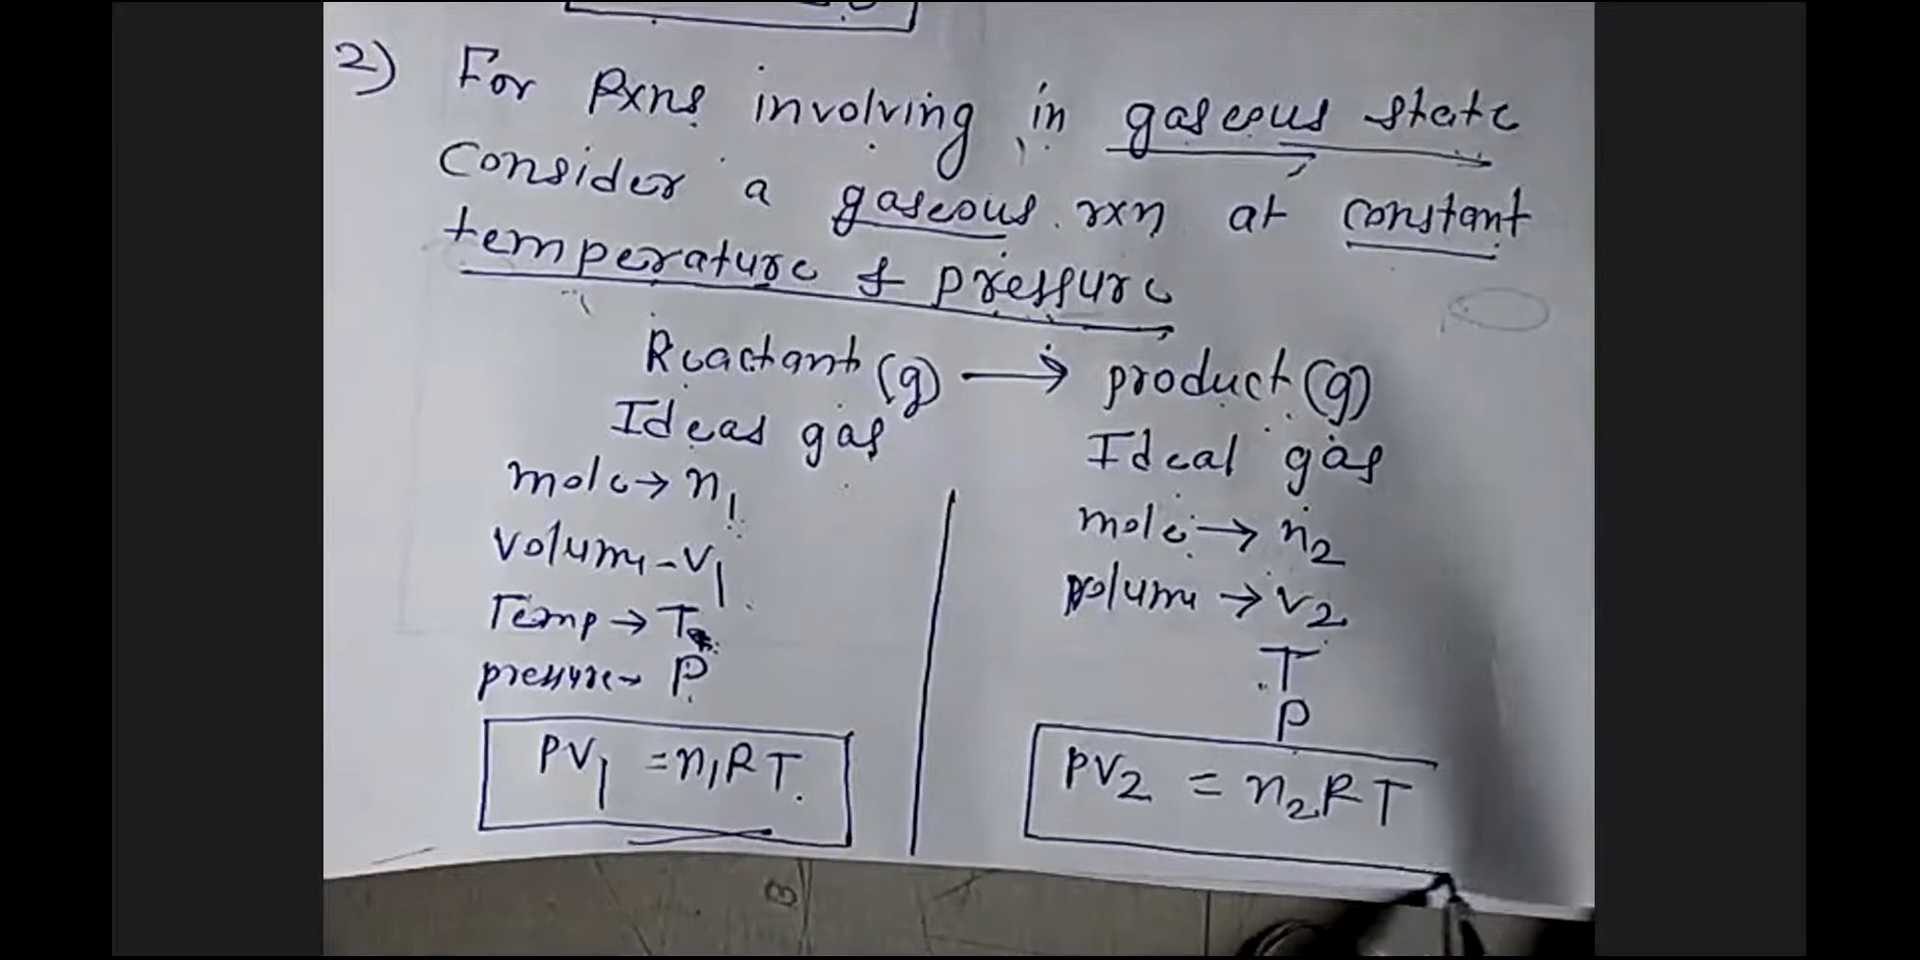 2) For Rxns involving in gaseous state
Consider a gaseous rxn at constant
temperature & pressure
Reactant (g) → product (g)
Ideas gas Ideal gas
mole → n1 mole → n2
volume - v1 volume → v2
Temp → T T
pressure → P P
PV1 = n1RT. PV2 = n2RT